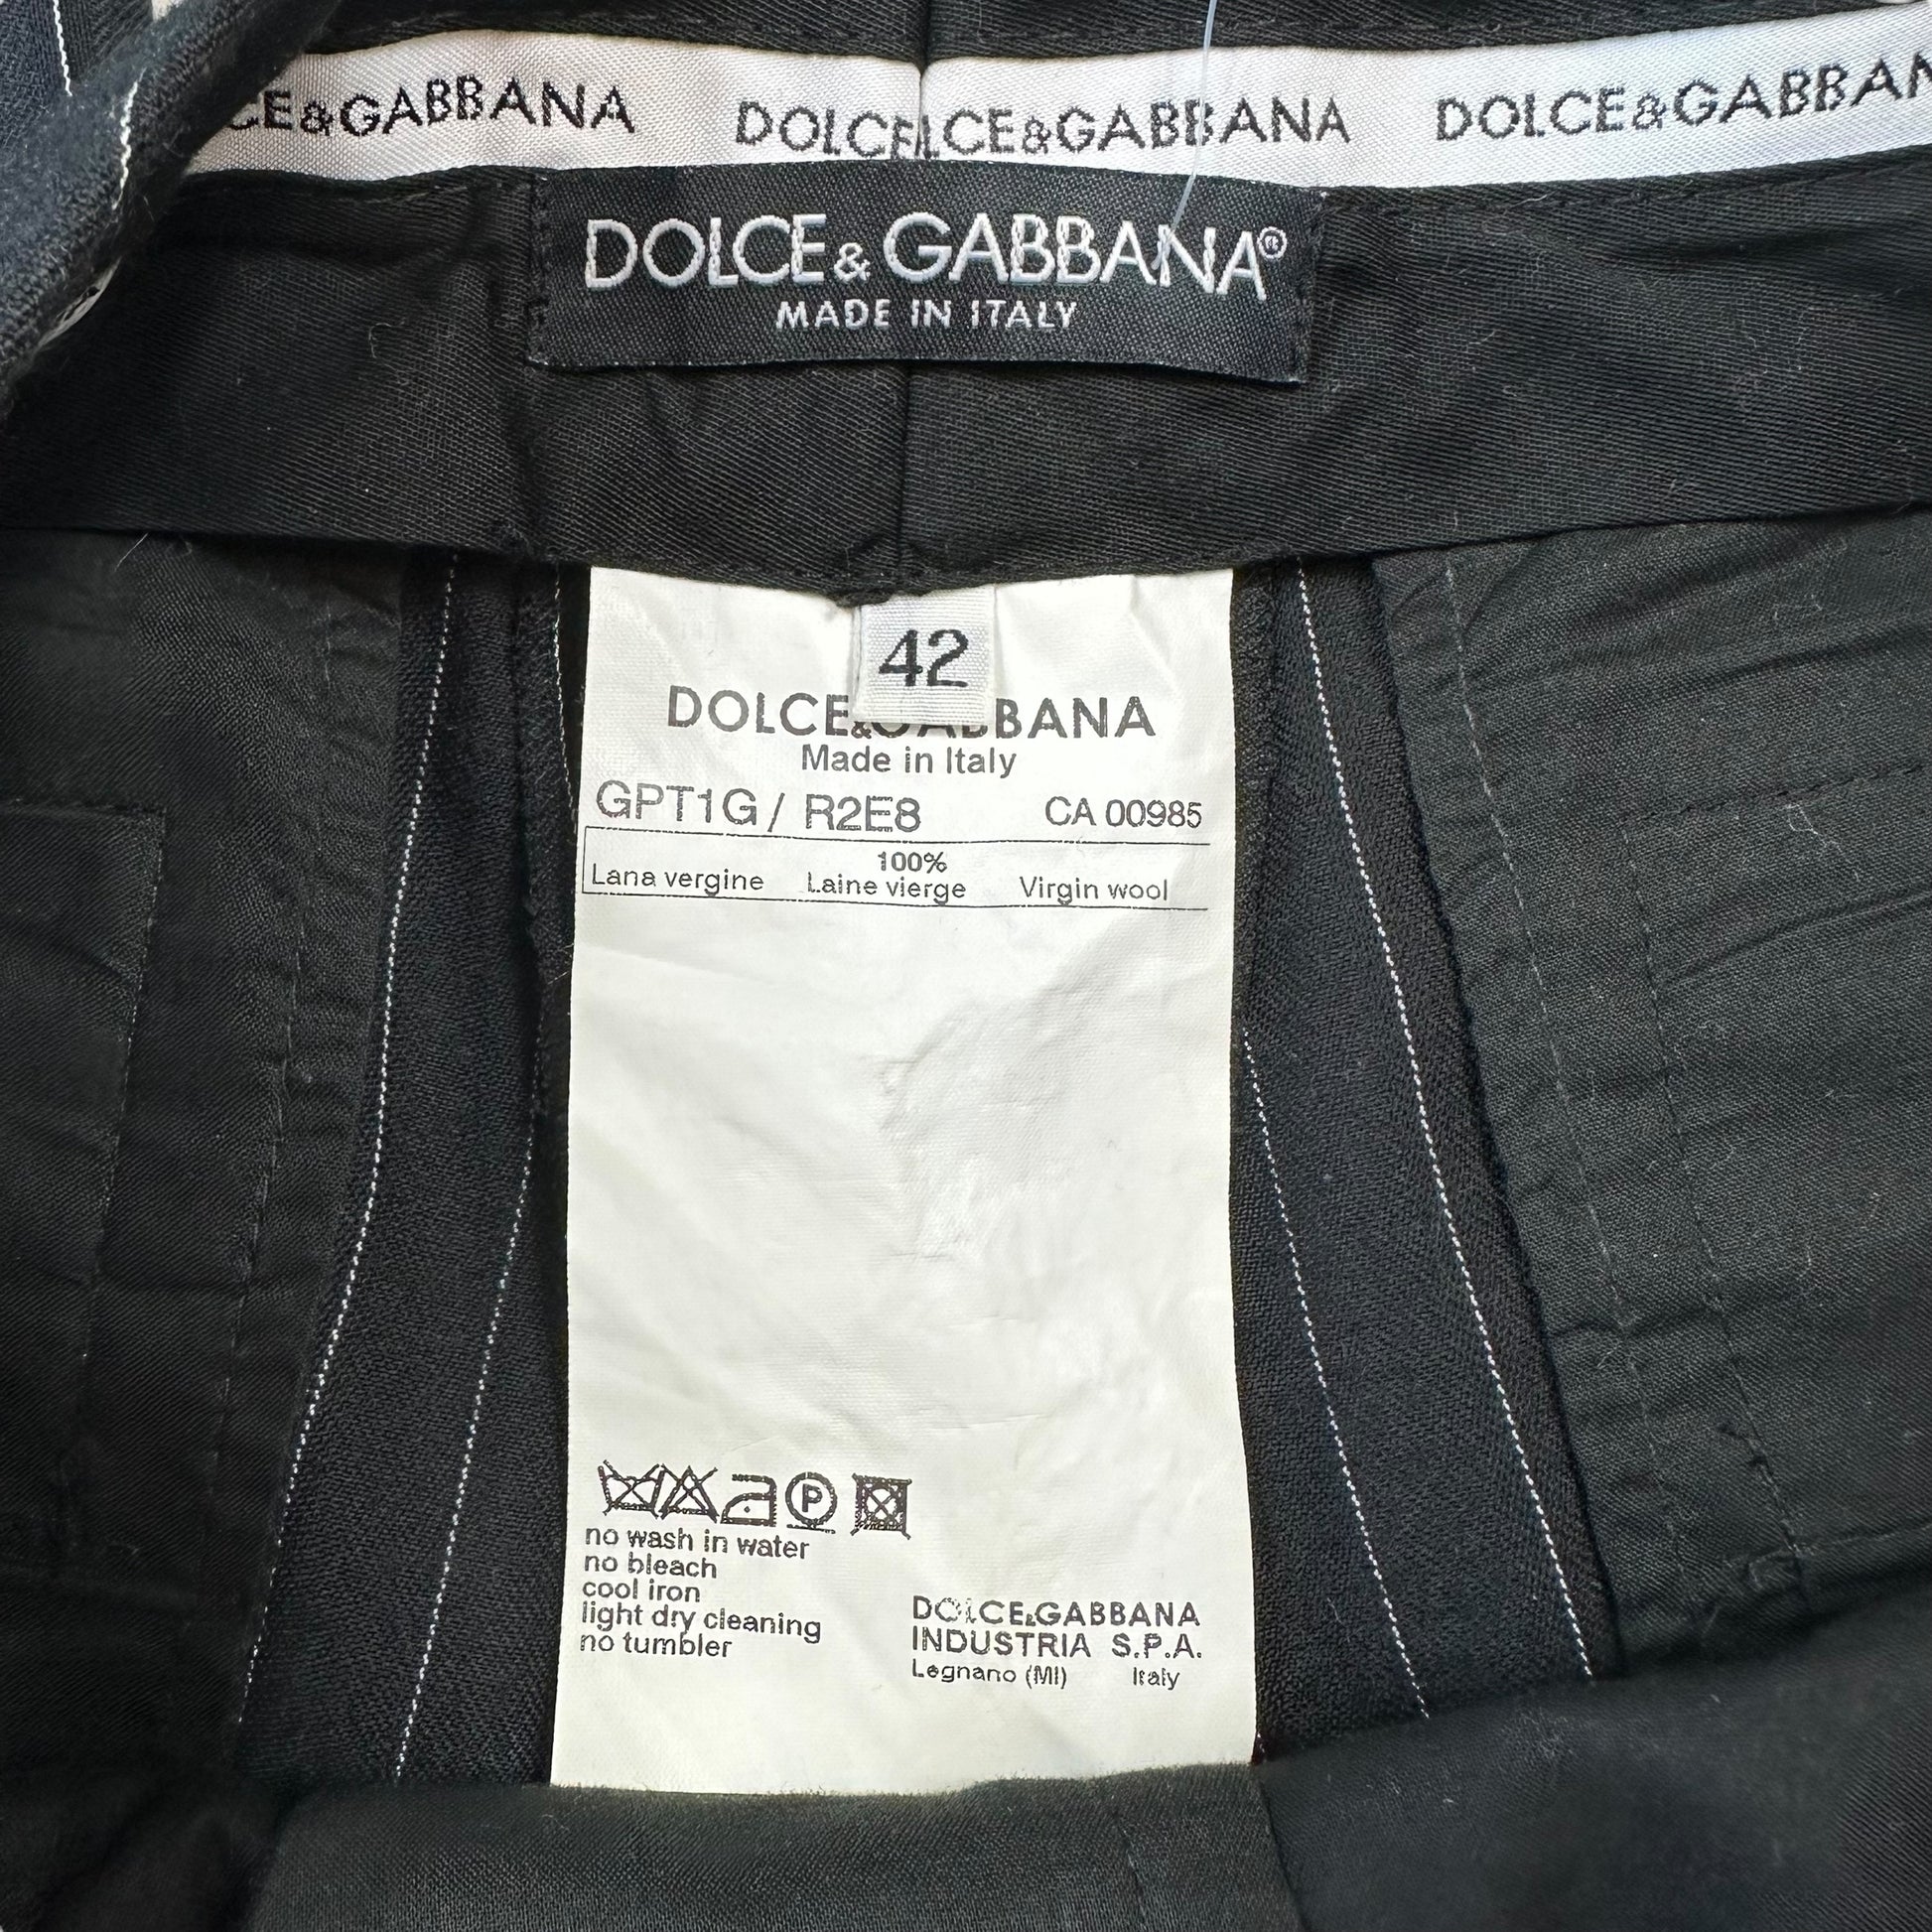 CE&GABBANA DOLCE LCE&GABBANA DOLCE&GABBAN
DOLCE&GABBANA®
MADE IN ITALY
42
DOLCE&GABBANA
Made in Italy
GPT1G/ R2E8 CA 00985
100%
Lana vergine Laine vierge Virgin wool
P
no wash in water
no bleach
cool iron
light dry cleaning
no tumbler
DOLCE&GABBANA
INDUSTRIA S.P.A.
Legnano (MI) Italy